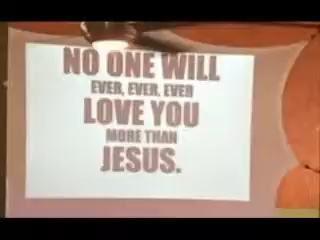 NO ONE WILL
EVER, EVER, EVER
LOVE YOU
MORE THAN
JESUS.